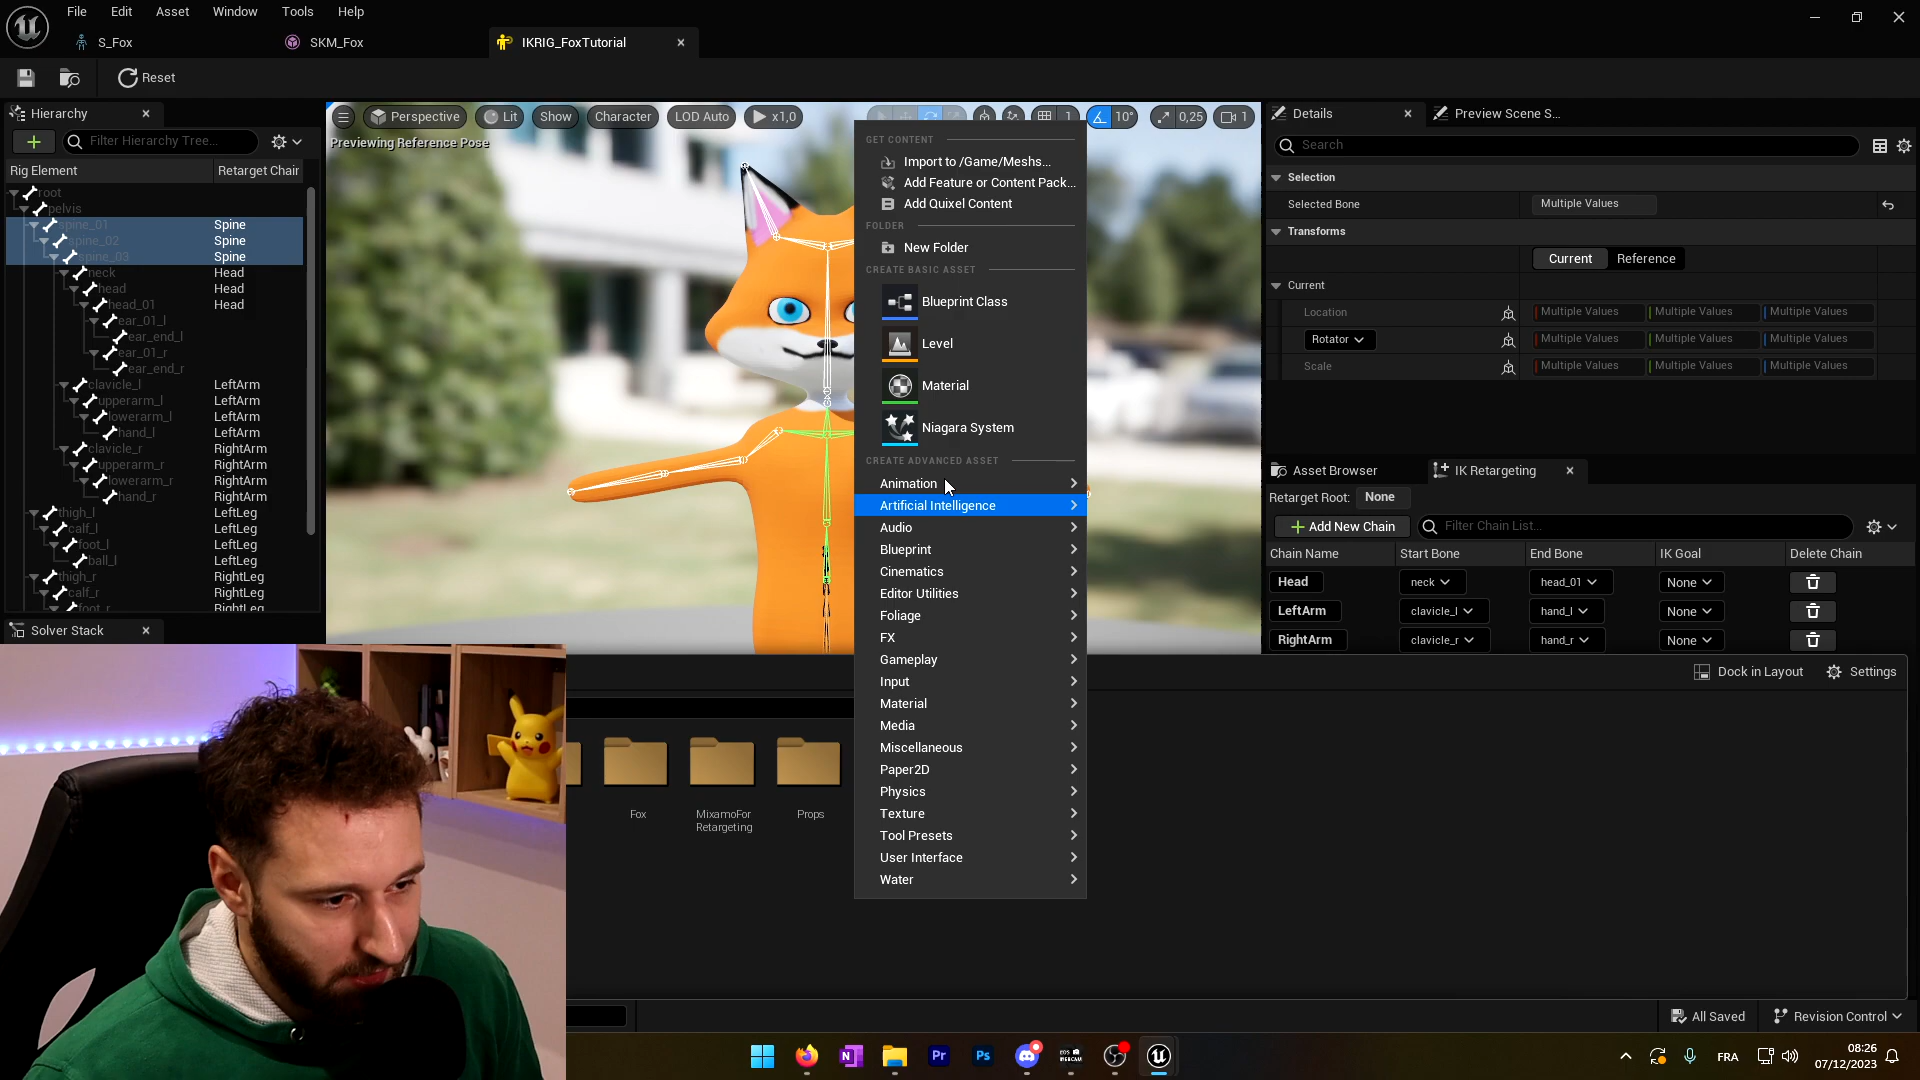 File Edit Asset Window Tools Help
S_Fox SKM_Fox IKRIG_FoxTutorial
Reset
Hierarchy
Filter Hierarchy Tree...
Rig Element Retarget Chair
root
pelvis
spine_01 Spine
spine_02 Spine
spine_03 Spine
neck Head
head Head
head_01 Head
ear_01_l
ear_end_l
ear_01_r
ear_end_r
clavicle_l LeftArm
upperarm_l LeftArm
lowerarm_l LeftArm
hand_l LeftArm
clavicle_r RightArm
upperarm_r RightArm
lowerarm_r RightArm
hand_r RightArm
thigh_l LeftLeg
calf_l LeftLeg
foot_l LeftLeg
ball_l LeftLeg
thigh_r RightLeg
calf_r RightLeg
foot_r RightLeg
Solver Stack
Perspective Lit Show Character LOD Auto x1,0
1 10° 0,25 1
Previewing Reference Pose
GET CONTENT
Import to /Game/Meshs...
Add Feature or Content Pack...
Add Quixel Content
FOLDER
New Folder
CREATE BASIC ASSET
Blueprint Class
Level
Material
Niagara System
CREATE ADVANCED ASSET
Animation
Artificial Intelligence
Audio
Blueprint
Cinematics
Editor Utilities
Foliage
FX
Gameplay
Input
Material
Media
Miscellaneous
Paper2D
Physics
Texture
Tool Presets
User Interface
Water
Details Preview Scene S...
Search
Selection
Selected Bone Multiple Values
Transforms
Current Reference
Current
Location Multiple Values Multiple Values Multiple Values
Rotator Multiple Values Multiple Values Multiple Values
Scale Multiple Values Multiple Values Multiple Values
Asset Browser IK Retargeting
Retarget Root: None
Add New Chain Filter Chain List...
Chain Name Start Bone End Bone IK Goal Delete Chain
Head neck head_01 None
LeftArm clavicle_l hand_l None
RightArm clavicle_r hand_r None
Dock in Layout Settings
Fox MixamoFor Props
Retargeting
All Saved Revision Control
Pr Ps EOS FRA 08:26
07/12/2023